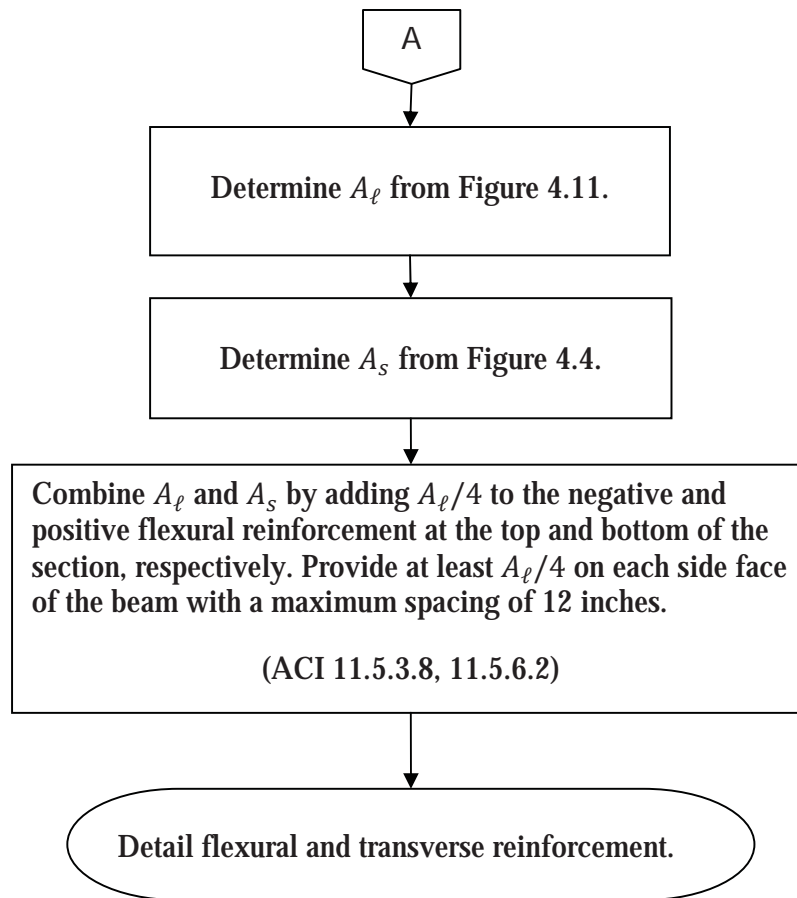 A
Determine 𝐴ℓ from Figure 4.11.
Determine 𝐴𝑠 from Figure 4.4.
Combine 𝐴ℓ and 𝐴𝑠 by adding 𝐴ℓ/4 to the negative and
positive flexural reinforcement at the top and bottom of the
section, respectively. Provide at least 𝐴ℓ/4 on each side face
of the beam with a maximum spacing of 12 inches.
(ACI 11.5.3.8, 11.5.6.2)
Detail flexural and transverse reinforcement.